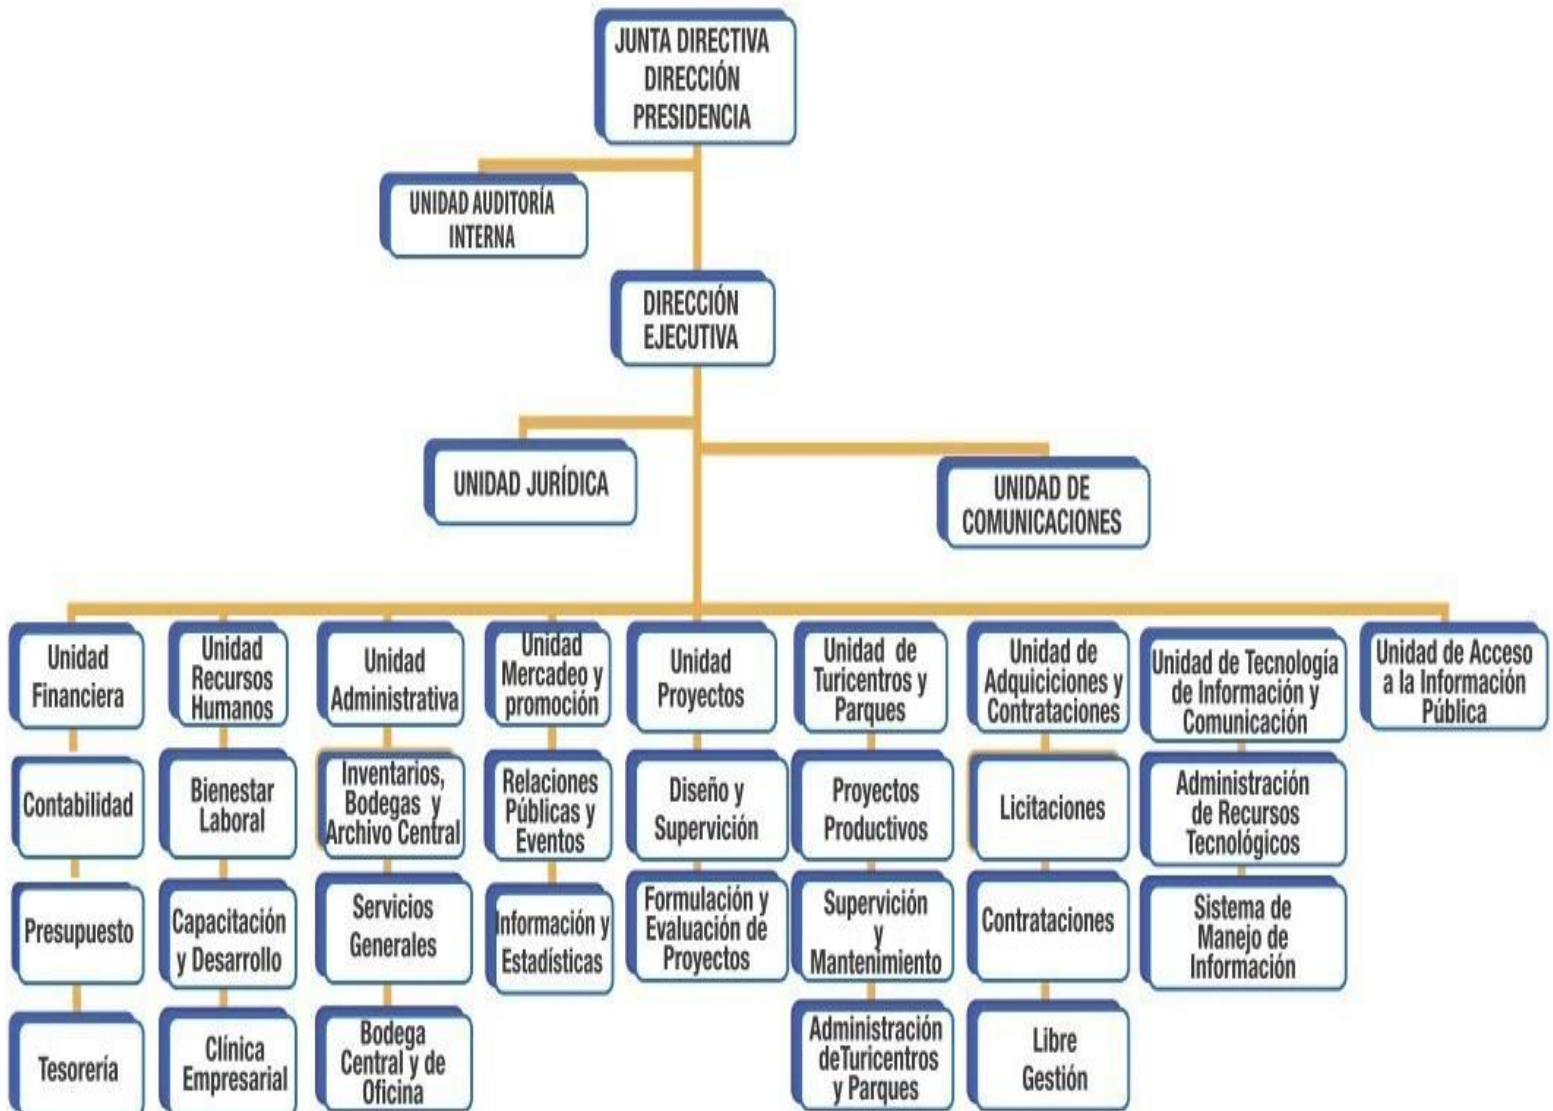 JUNTA DIRECTIVA
DIRECCIÓN
PRESIDENCIA
UNIDAD AUDITORÍA
INTERNA
DIRECCIÓN
EJECUTIVA
UNIDAD JURÍDICA
UNIDAD DE
COMUNICACIONES
Unidad
Financiera
Contabilidad
Presupuesto
Tesorería
Unidad
Recursos
Humanos
Bienestar
Laboral
Capacitación
y Desarrollo
Clínica
Empresarial
Unidad
Administrativa
Inventarios,
Bodegas y
Archivo Central
Servicios
Generales
Bodega
Central y de
Oficina
Unidad
Mercadeo y
promoción
Relaciones
Públicas y
Eventos
Información y
Estadísticas
Unidad
Proyectos
Diseño y
Supervición
Formulación y
Evaluación de
Proyectos
Unidad de
Turicentros y
Parques
Proyectos
Productivos
Supervición
y
Mantenimiento
Administración
deTuricentros
y Parques
Unidad de
Adquiciciones y
Contrataciones
Licitaciones
Contrataciones
Libre
Gestión
Unidad de Tecnología
de Información y
Comunicación
Administración
de Recursos
Tecnológicos
Sistema de
Manejo de
Información
Unidad de Acceso
a la Información
Pública